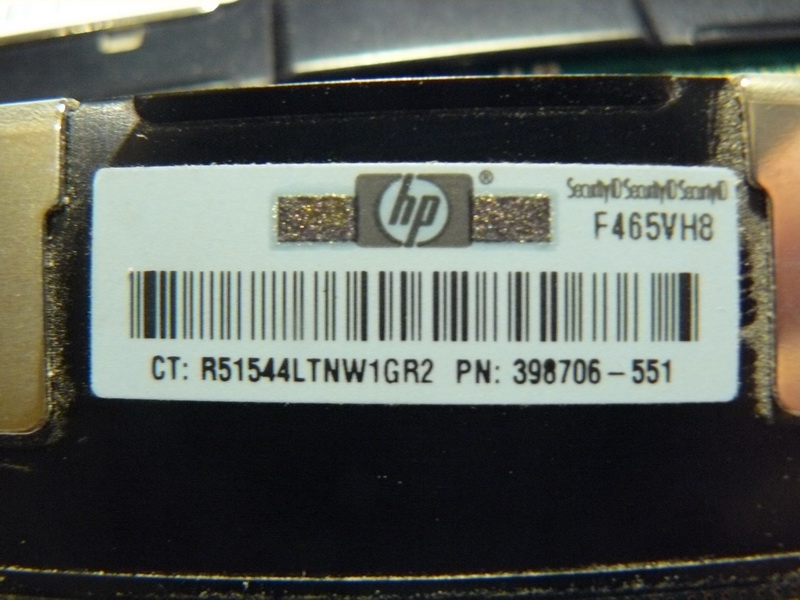 hp®
SecurityID SecurityID SecurityID
F465VH8
CT: R51544LTNW1GR2 PN: 398706-551